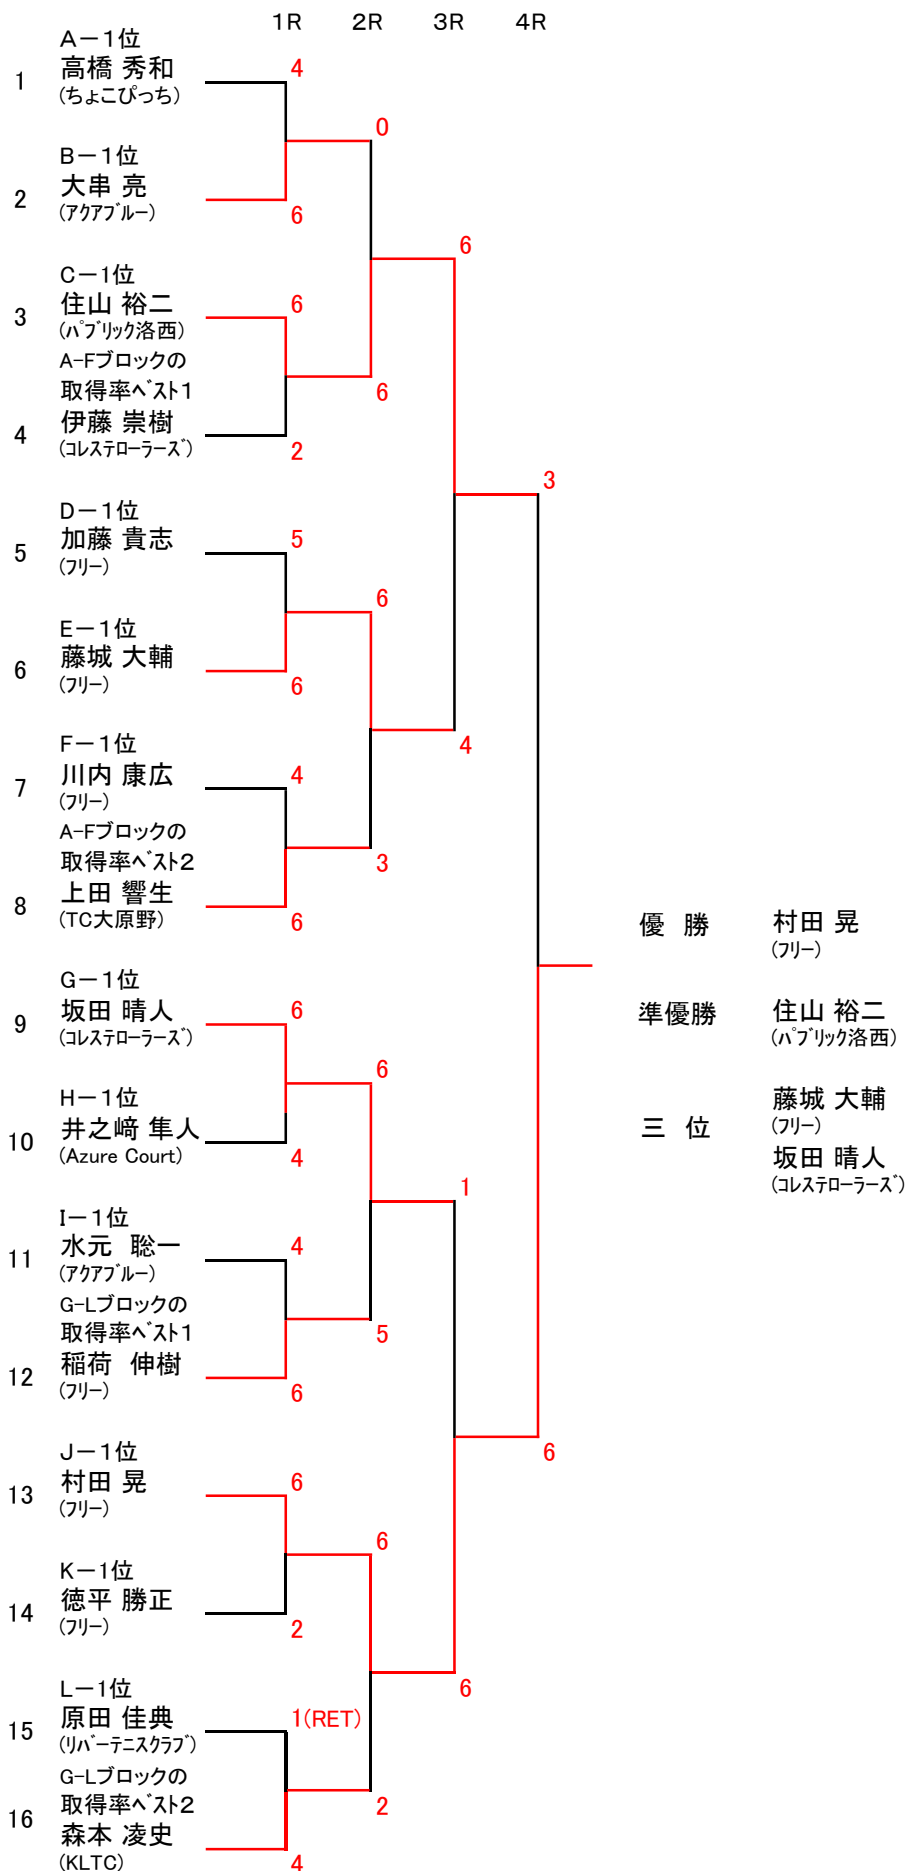 1R 2R 3R 4R
A－1位
1 高橋 秀和 4
(ちょこぴっち)
0
B－1位
2 大串 亮
(アクアブルー) 6
6
C－1位
3 住山 裕二 6
(パブリック洛西)
A-Fブロックの
取得率ベスト1 6
4 伊藤 崇樹
(コレステローラーズ) 2
3
D－1位
5 加藤 貴志 5
(フリー)
6
E－1位
6 藤城 大輔
(フリー) 6
F－1位 4
7 川内 康広 4
(フリー)
A-Fブロックの
取得率ベスト2 3
8 上田 響生
(TC大原野) 6
優 勝 村田 晃
(フリー)
G－1位
9 坂田 晴人 6
(コレステローラーズ)
準優勝 住山 裕二
(パブリック洛西)
6
H－1位
10 井之﨑 隼人
(Azure Court) 4
三 位 藤城 大輔
(フリー)
坂田 晴人
(コレステローラーズ)
1
I－1位
11 水元 聡一 4
(アクアブルー)
G-Lブロックの
取得率ベスト1 5
12 稲荷 伸樹
(フリー) 6
6
J－1位
13 村田 晃 6
(フリー)
6
K－1位
14 徳平 勝正
(フリー) 2
6
L－1位
15 原田 佳典 1(RET)
(リバーテニスクラブ)
G-Lブロックの
取得率ベスト2 2
16 森本 凌史
(KLTC) 4